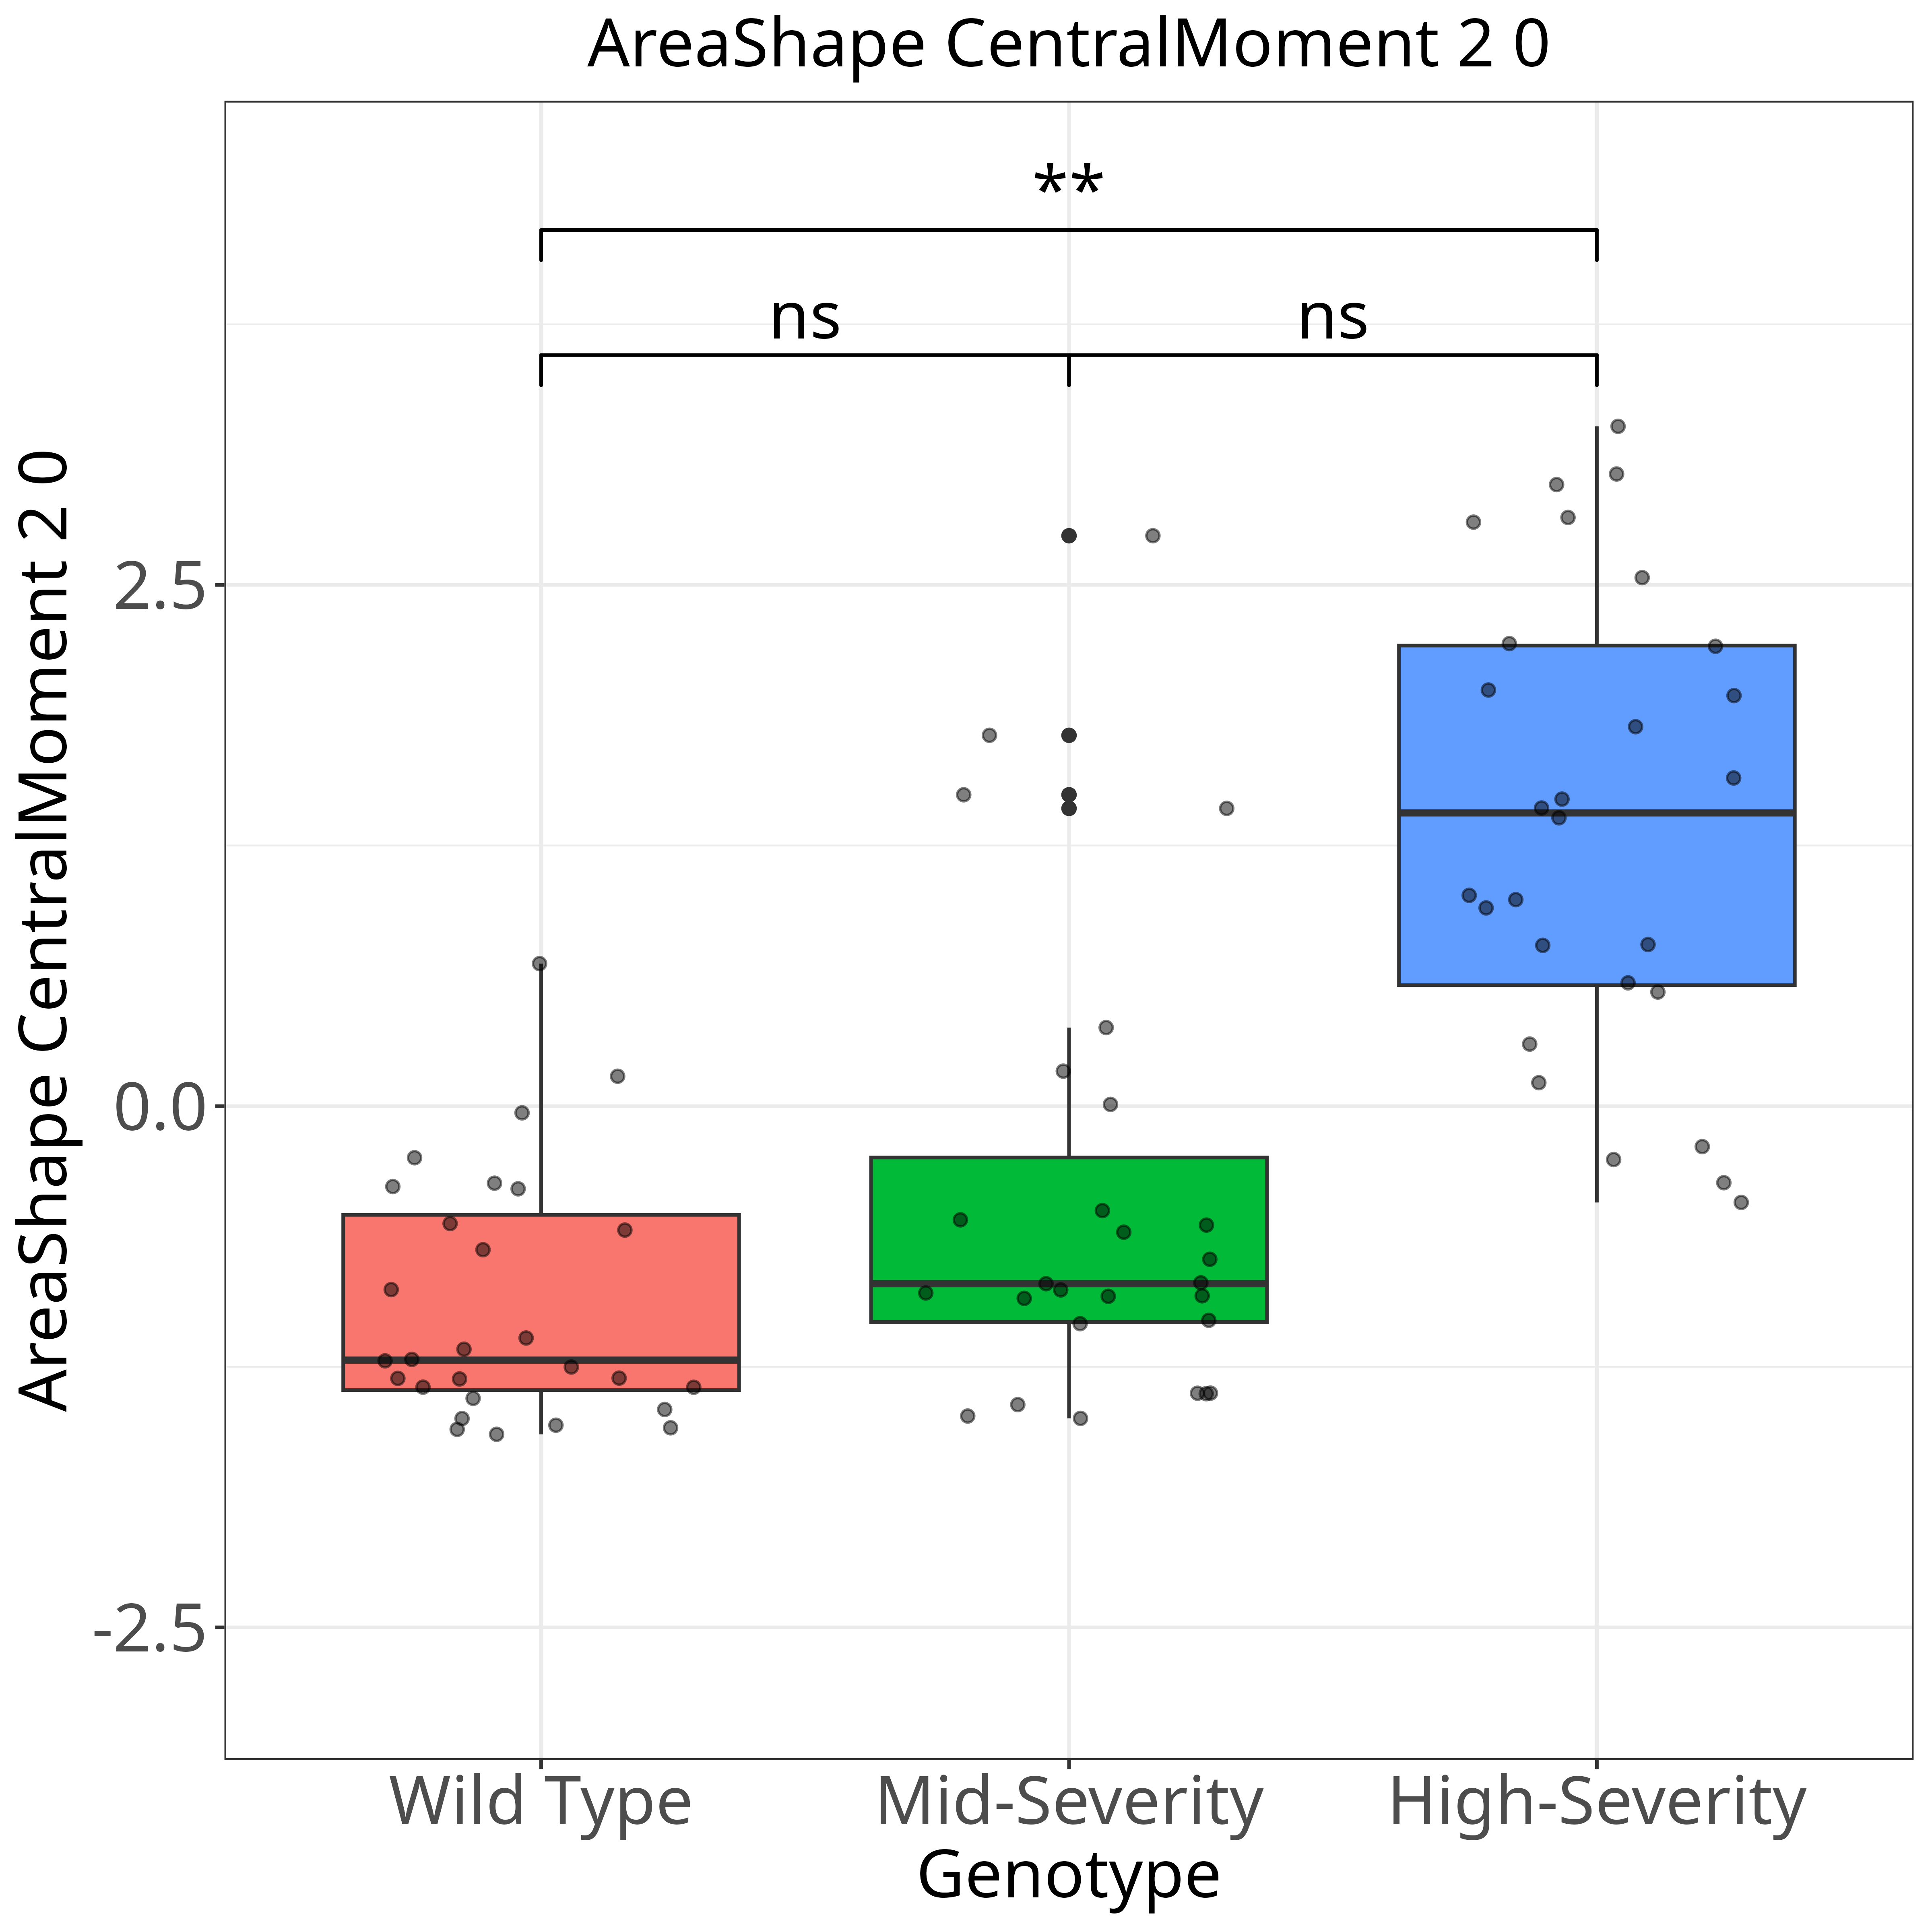 AreaShape CentralMoment 2 0
**
ns ns
AreaShape CentralMoment 2 0
2.5
0.0
-2.5
Wild Type Mid-Severity High-Severity
Genotype